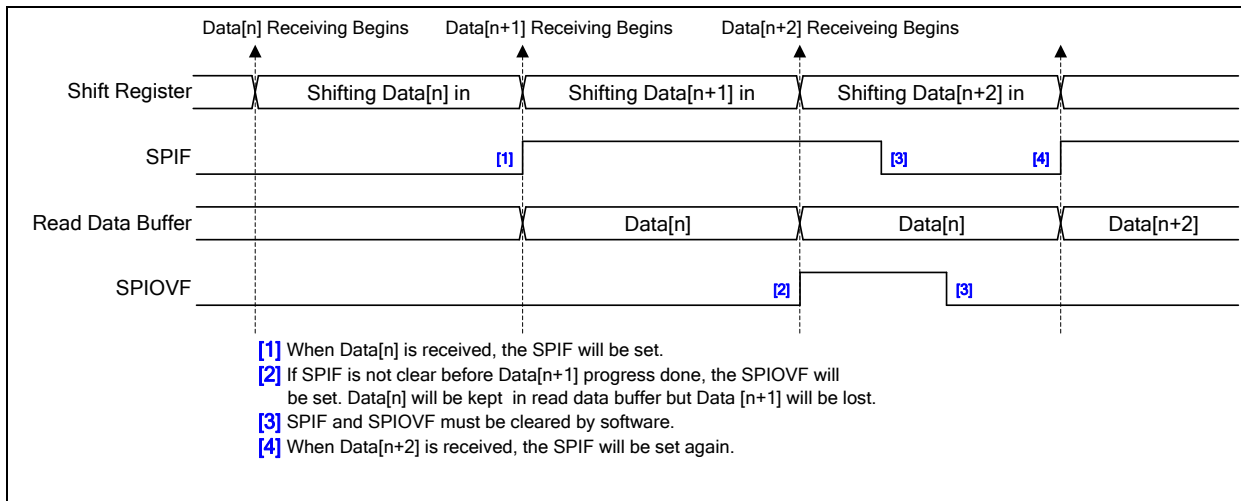 Data[n] Receiving Begins Data[n+1] Receiving Begins Data[n+2] Receiveing Begins
Shift Register Shifting Data[n] in Shifting Data[n+1] in Shifting Data[n+2] in
SPIF [1] [3] [4]
Read Data Buffer Data[n] Data[n] Data[n+2]
SPIOVF [2] [3]
[1] When Data[n] is received, the SPIF will be set.
[2] If SPIF is not clear before Data[n+1] progress done, the SPIOVF will
be set. Data[n] will be kept in read data buffer but Data [n+1] will be lost.
[3] SPIF and SPIOVF must be cleared by software.
[4] When Data[n+2] is received, the SPIF will be set again.